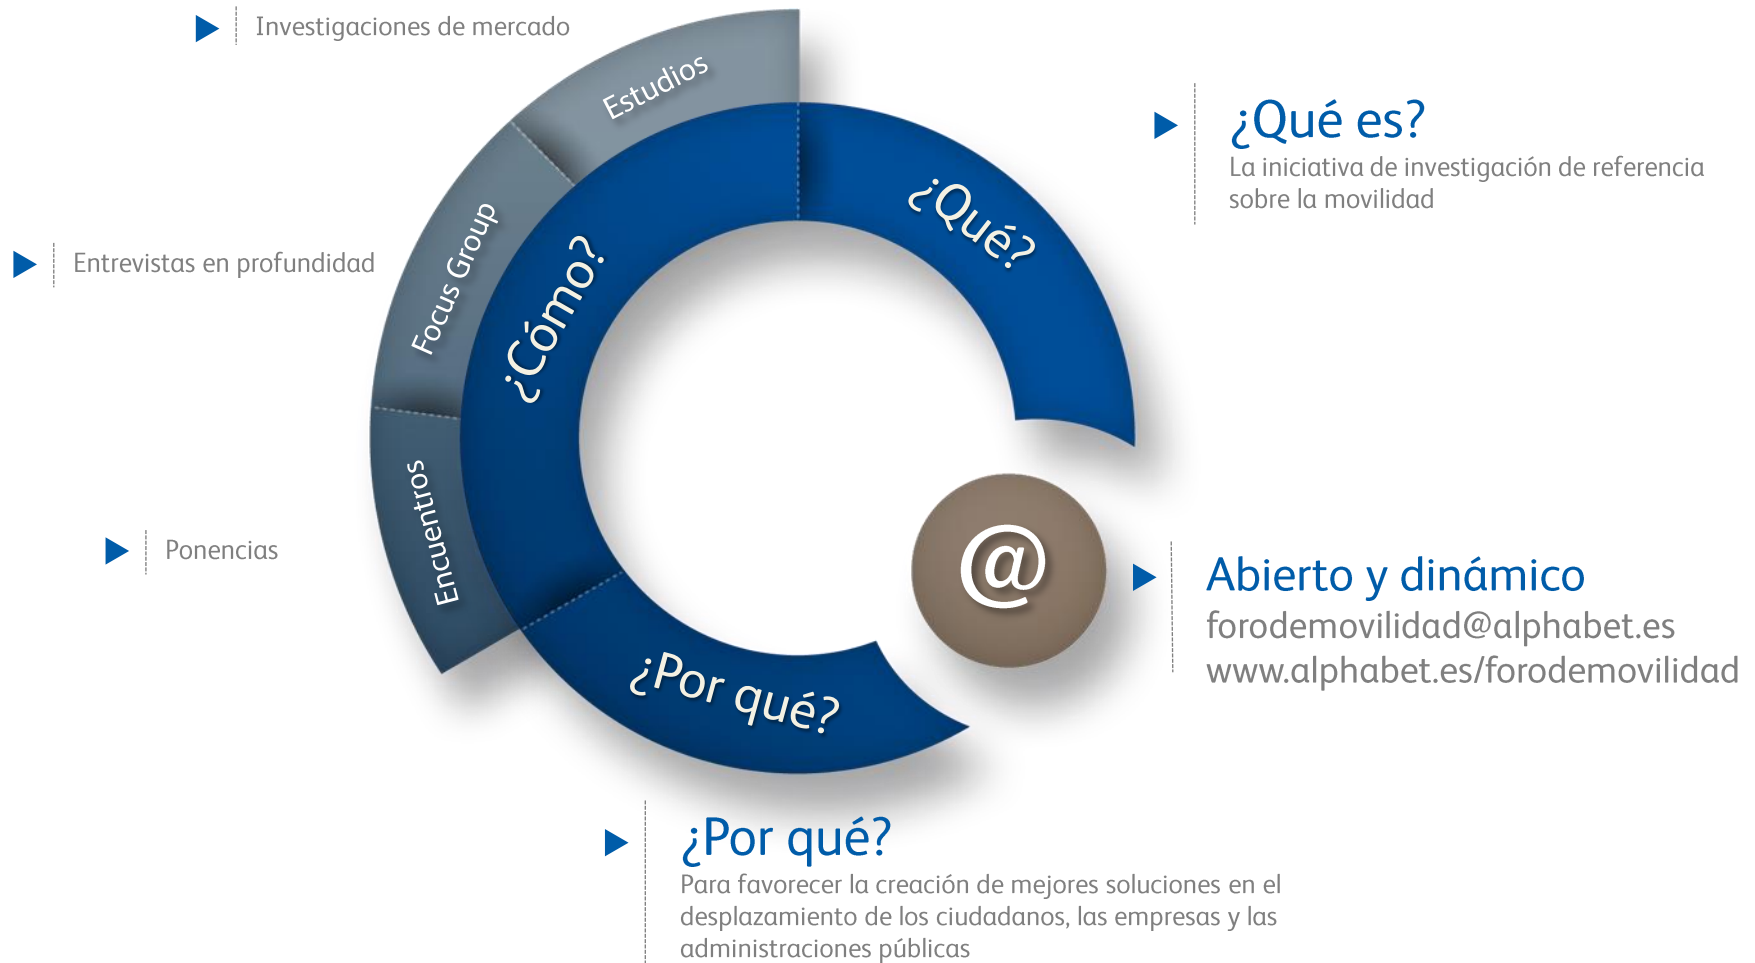 Investigaciones de mercado
Estudios
¿Qué es?
La iniciativa de investigación de referencia
sobre la movilidad
¿Qué?
Focus Group
¿Cómo?
Entrevistas en profundidad
Encuentros
Ponencias
@
Abierto y dinámico
forodemovilidad@alphabet.es
www.alphabet.es/forodemovilidad
¿Por qué?
¿Por qué?
Para favorecer la creación de mejores soluciones en el
desplazamiento de los ciudadanos, las empresas y las
administraciones públicas